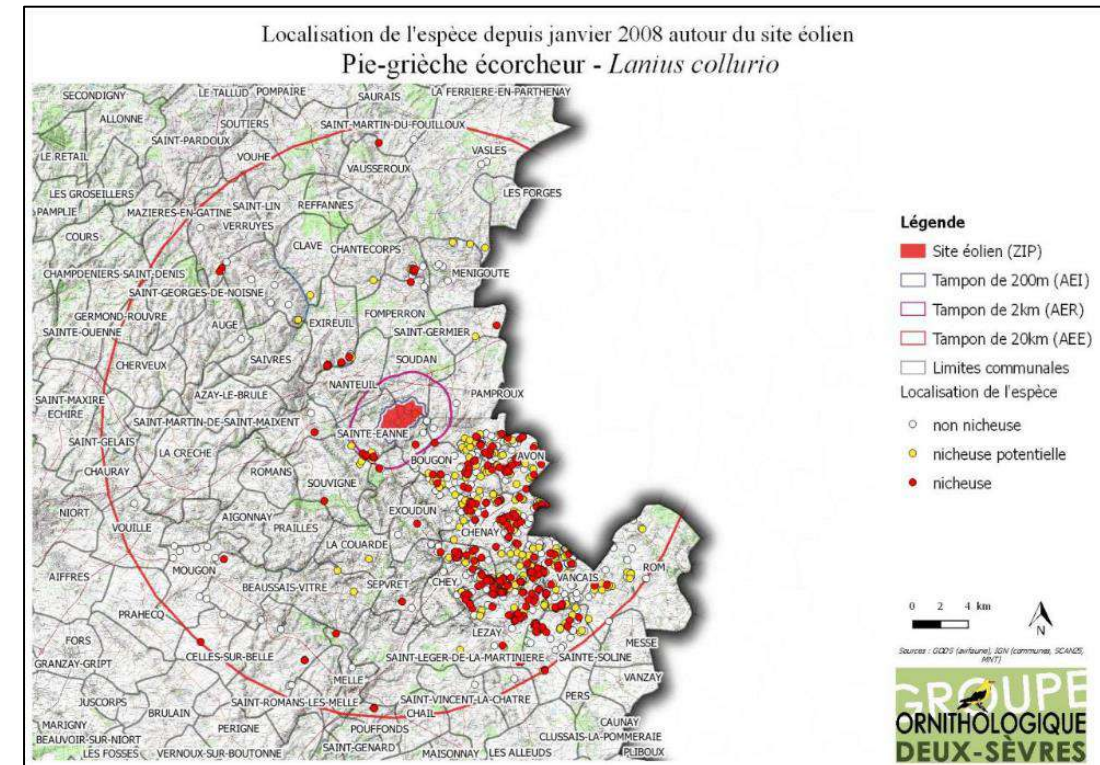 Localisation de l'espèce depuis janvier 2008 autour du site éolien
Pie-grièche écorcheur - Lanius collurio
SECONDIGNY
LE TALLUD
POMPAIRE
SAURAIS
LA FERRIERE-EN-PARTHENAY
ALLONNE
SOUTIERS
SAINT-MARTIN-DU-FOUILLOUX
SAINT-PARDOUX
VASLES
LE RETAIL
VOUHE
VAUSSEROUX
LES GROSEILLERS
LES FORGES
PAMPLIE
MAZIERES-EN-GATINE
SAINT-LIN
REFFANNES
VERRUYES
COURS
CLAVE
CHANTECORPS
CHAMPDENIERS-SAINT-DENIS
MENIGOUTE
SAINT-GEORGES-DE-NOISNE
GERMOND-ROUVRE
FOMPERRON
SAINTE-OUENNE
AUGE
EXIREUIL
SAINT-GERMIER
CHERVEUX
SAIVRES
SOUDAN
NANTEUIL
SAINT-MAXIRE
AZAY-LE-BRULE
PAMPROUX
ECHIRE
SAINT-MARTIN-DE-SAINT-MAIXENT
SAINTE-EANNE
SAINT-GELAIS
LA CRECHE
BOUGON
AVON
CHAURAY
ROMANS
SOUVIGNE
NIORT
VOUILLE
AIGONNAY
EXOUDUN
PRAILLES
CHENAY
LA COUARDE
MOUGON
AIFFRES
BEAUSSAIS-VITRE
SEPVRET
CHEY
VANCAIS
ROM
PRAHECQ
FORS
LEZAY
MESSE
CELLES-SUR-BELLE
GRANZAY-GRIPT
SAINT-LEGER-DE-LA-MARTINIERE
SAINTE-SOLINE
VANZAY
MELLE
JUSCORPS
SAINT-ROMANS-LES-MELLE
SAINT-VINCENT-LA-CHATRE
PERS
BRULAIN
CHAIL
MARIGNY
PERIGNE
POUFFONDS
CAUNAY
BEAUVOIR-SUR-NIORT
SAINT-GENARD
CLUSSAIS-LA-POMMERAIE
LES FOSSES
VERNOUX-SUR-BOUTONNE
MAISONNAY
LES ALLEUDS
PLIBOUX
Légende
Site éolien (ZIP)
Tampon de 200m (AEI)
Tampon de 2km (AER)
Tampon de 20km (AEE)
Limites communales
Localisation de l'espèce
non nicheuse
nicheuse potentielle
nicheuse
0 2 4 km
N
Sources : GODS (avifaune), IGN (communes, SCAN25,
MNT)
GROUPE
ORNITHOLOGIQUE
DEUX-SÈVRES